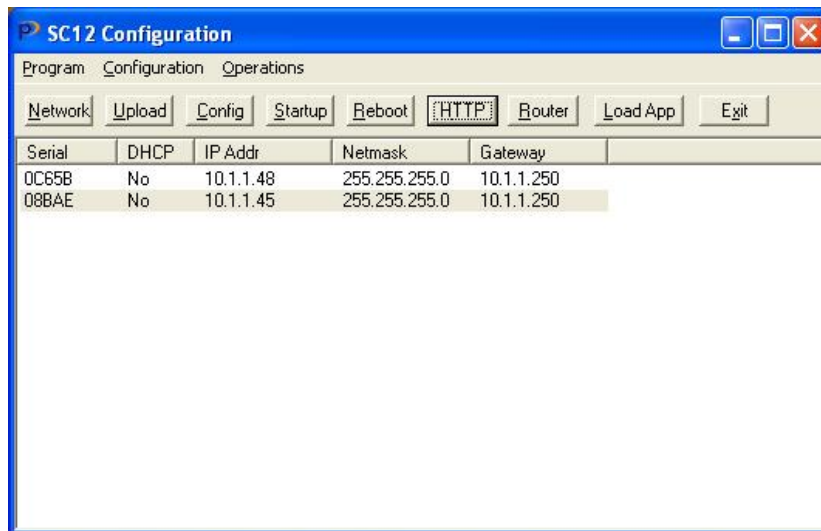 SC12 Configuration
Program Configuration Operations
Network Upload Config Startup Reboot HTTP Router Load App Exit
Serial DHCP IP Addr Netmask Gateway
0C65B No 10.1.1.48 255.255.255.0 10.1.1.250
08BAE No 10.1.1.45 255.255.255.0 10.1.1.250